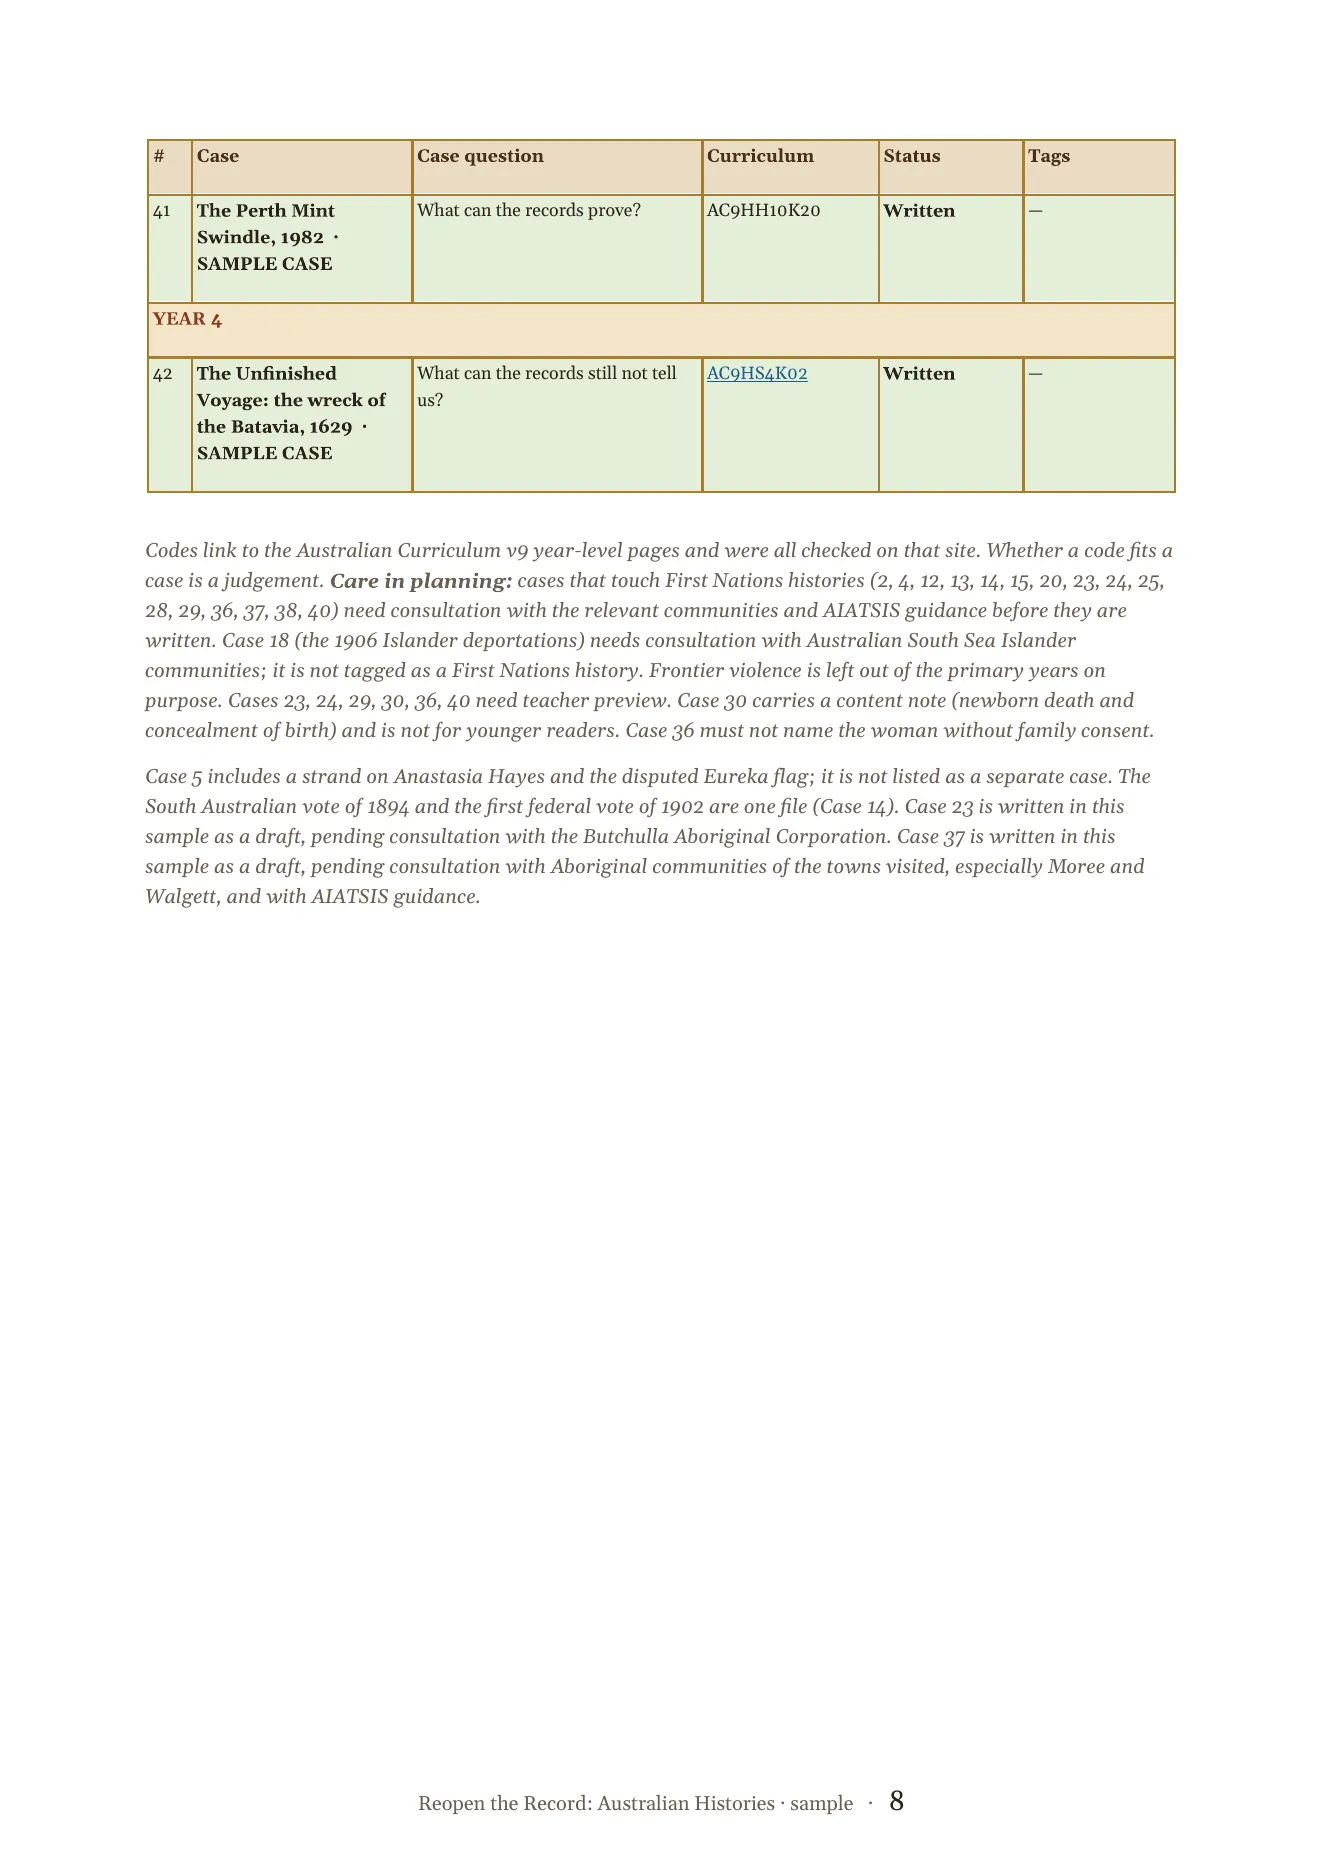 # Case Case question Curriculum Status Tags
41 The Perth Mint What can the records prove? AC9HH10K20 Written —
Swindle, 1982 ·
SAMPLE CASE
YEAR 4
42 The Unfinished What can the records still not tell AC9HS4K02 Written —
Voyage: the wreck of us?
the Batavia, 1629 ·
SAMPLE CASE
Codes link to the Australian Curriculum v9 year-level pages and were all checked on that site. Whether a code fits a
case is a judgement. Care in planning: cases that touch First Nations histories (2, 4, 12, 13, 14, 15, 20, 23, 24, 25,
28, 29, 36, 37, 38, 40) need consultation with the relevant communities and AIATSIS guidance before they are
written. Case 18 (the 1906 Islander deportations) needs consultation with Australian South Sea Islander
communities; it is not tagged as a First Nations history. Frontier violence is left out of the primary years on
purpose. Cases 23, 24, 29, 30, 36, 40 need teacher preview. Case 30 carries a content note (newborn death and
concealment of birth) and is not for younger readers. Case 36 must not name the woman without family consent.
Case 5 includes a strand on Anastasia Hayes and the disputed Eureka flag; it is not listed as a separate case. The
South Australian vote of 1894 and the first federal vote of 1902 are one file (Case 14). Case 23 is written in this
sample as a draft, pending consultation with the Butchulla Aboriginal Corporation. Case 37 is written in this
sample as a draft, pending consultation with Aboriginal communities of the towns visited, especially Moree and
Walgett, and with AIATSIS guidance.
Reopen the Record: Australian Histories · sample · 8